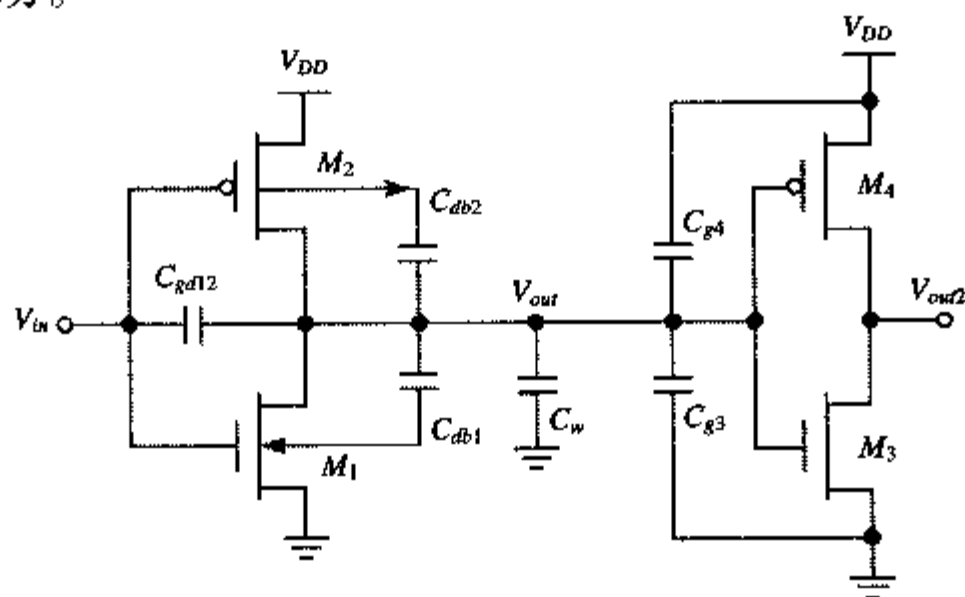 V_DD
V_DD
M_2
C_db2
M_4
C_g4
C_gd12
V_in
V_out
V_out2
C_db1
C_w
C_g3
M_1
M_3